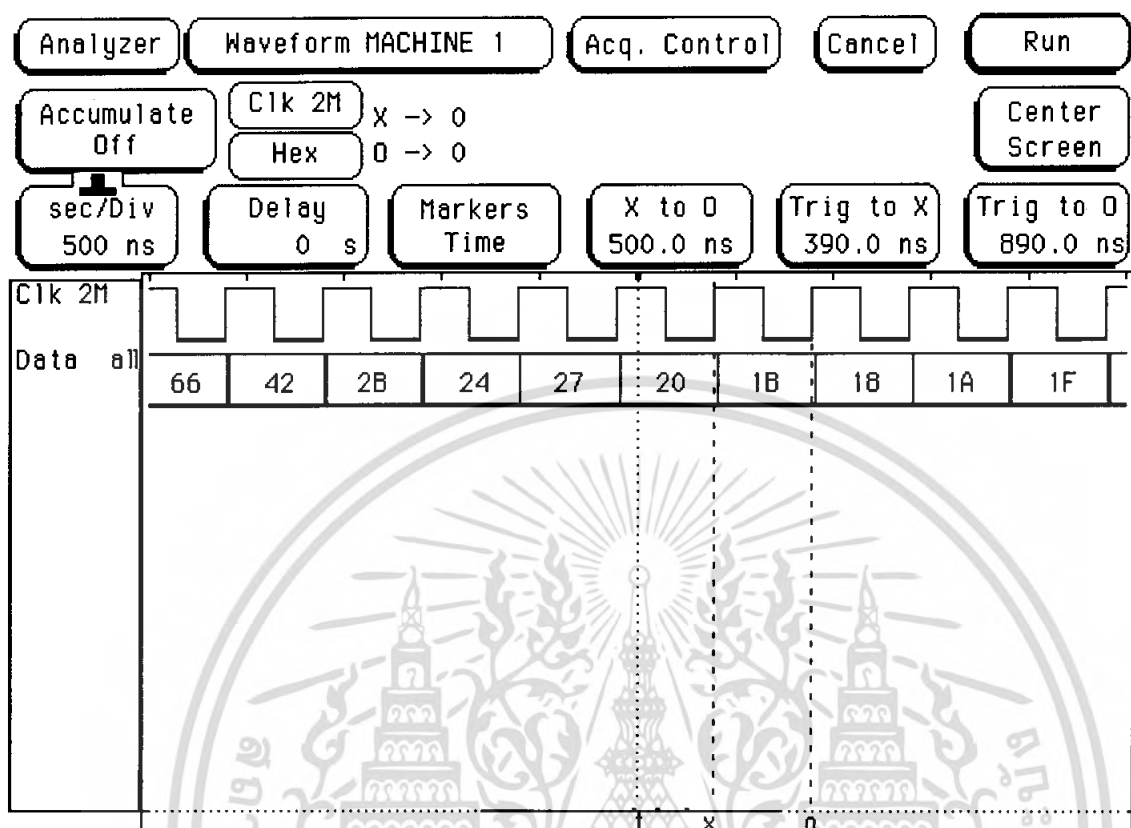 Analyzer Waveform MACHINE 1 Acq. Control Cancel Run
Accumulate Off
Clk 2M X -> 0
Hex O -> 0
Center Screen
sec/Div Delay Markers X to O Trig to X Trig to O
500 ns 0 s Time 500.0 ns 390.0 ns 890.0 ns
Clk 2M
Data all 66 42 2B 24 27 20 1B 18 1A 1F
t X O